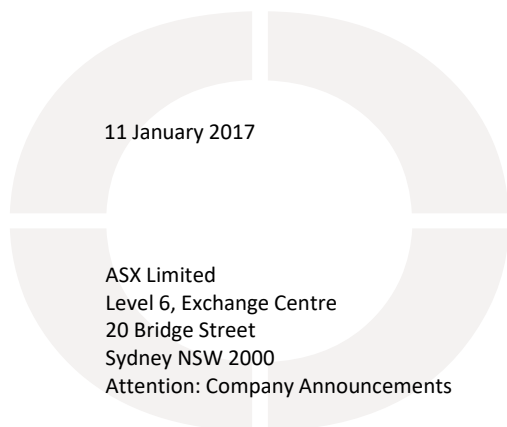 11 January 2017
ASX Limited
Level 6, Exchange Centre
20 Bridge Street
Sydney NSW 2000
Attention: Company Announcements